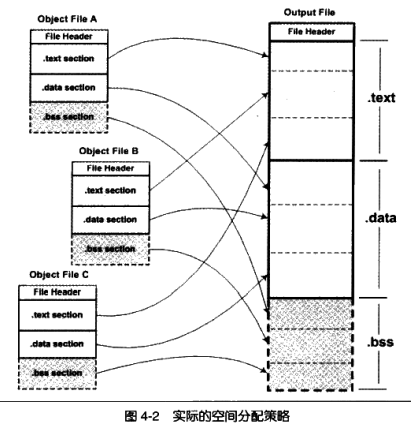 Object File A
File Header
.text section
.data section
.bss section
Object File B
File Header
.text section
.data section
.bss section
Object File C
File Header
.text section
.data section
.bss section
Output File
File Header
.text
.data
.bss
图 4-2 实际的空间分配策略